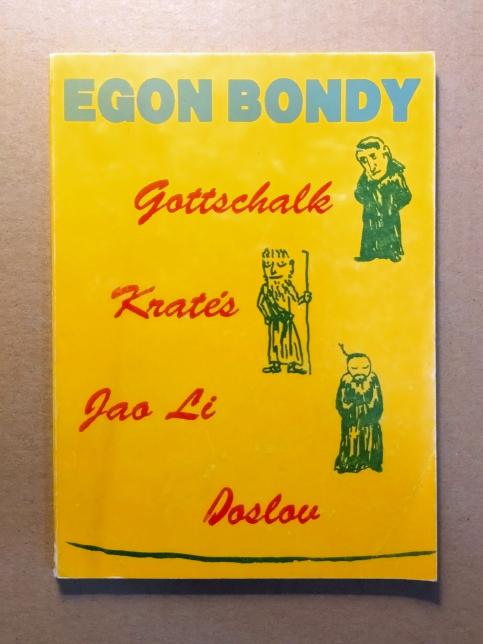 EGON BONDY
Gottschalk
Kratés
Jao Li
Doslov